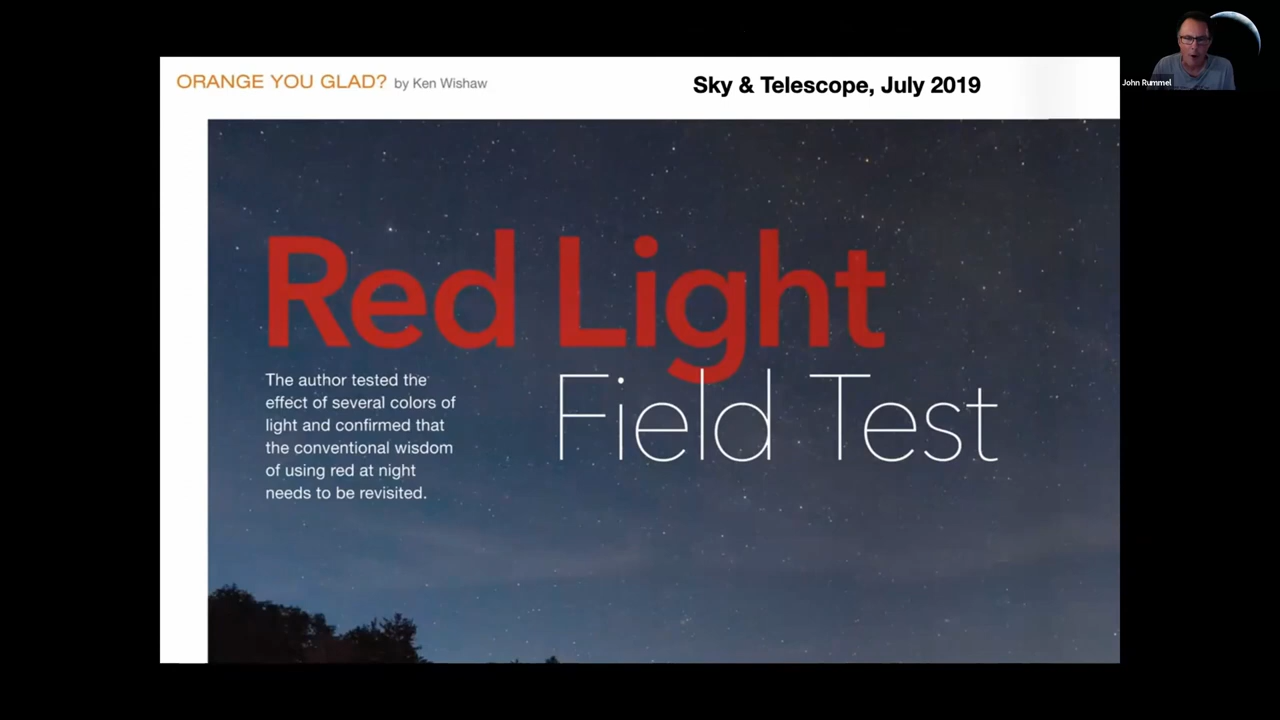 ORANGE YOU GLAD? by Ken Wishaw
Sky & Telescope, July 2019
John Rummel
Red Light
Field Test
The author tested the
effect of several colors of
light and confirmed that
the conventional wisdom
of using red at night
needs to be revisited.